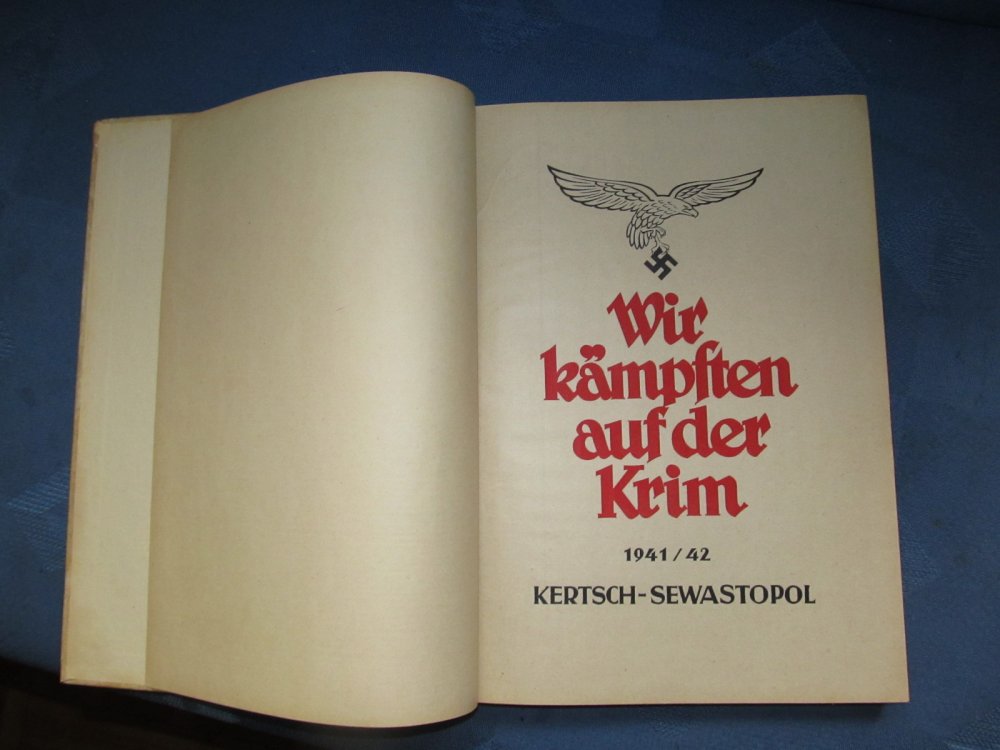 Wir
kämpften
auf der
Krim
1941/42
KERTSCH-SEWASTOPOL